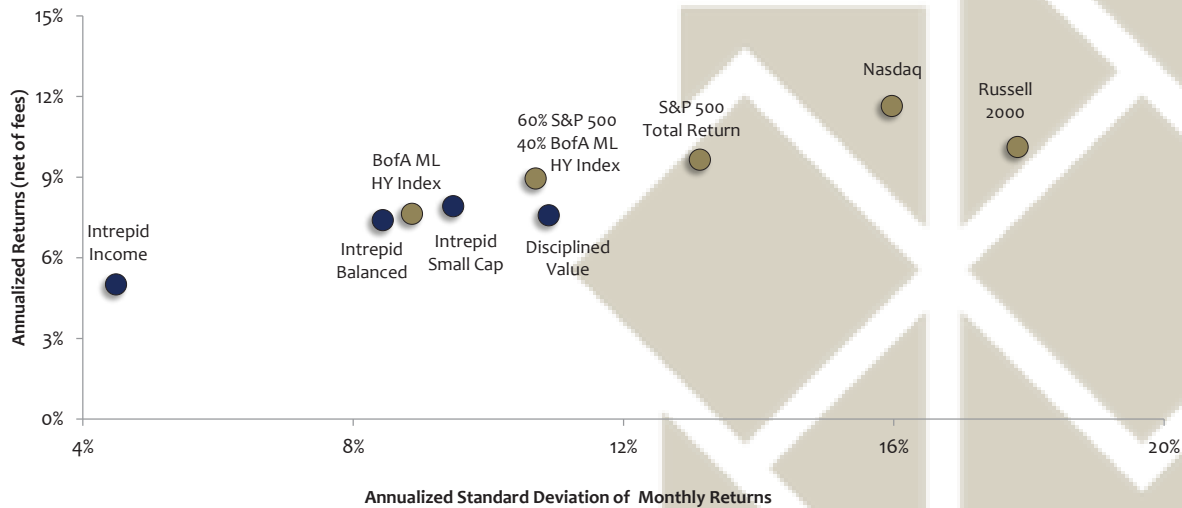 15%
12%
9%
6%
3%
0%
Annualized Returns (net of fees)
Nasdaq
Russell
2000
S&P 500
Total Return
60% S&P 500
40% BofA ML
HY Index
BofA ML
HY Index
Intrepid
Income
Intrepid
Balanced
Intrepid
Small Cap
Disciplined
Value
4%
8%
12%
16%
20%
Annualized Standard Deviation of Monthly Returns